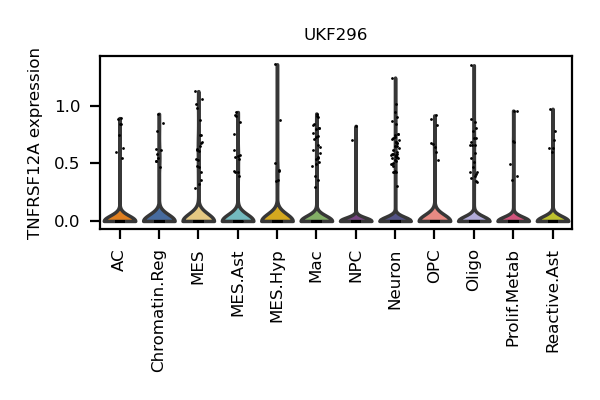 UKF296
TNFRSF12A expression
1.0
0.5
0.0
AC
Chromatin.Reg
MES
MES.Ast
MES.Hyp
Mac
NPC
Neuron
OPC
Oligo
Prolif.Metab
Reactive.Ast